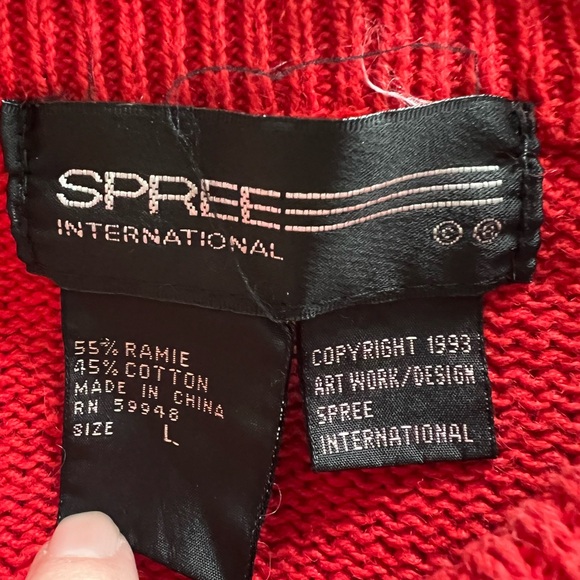 SPREE
INTERNATIONAL
© ®
55% RAMIE
45% COTTON
MADE IN CHINA
RN 59948
SIZE L
COPYRIGHT 1993
ART WORK/DESIGN
SPREE
INTERNATIONAL